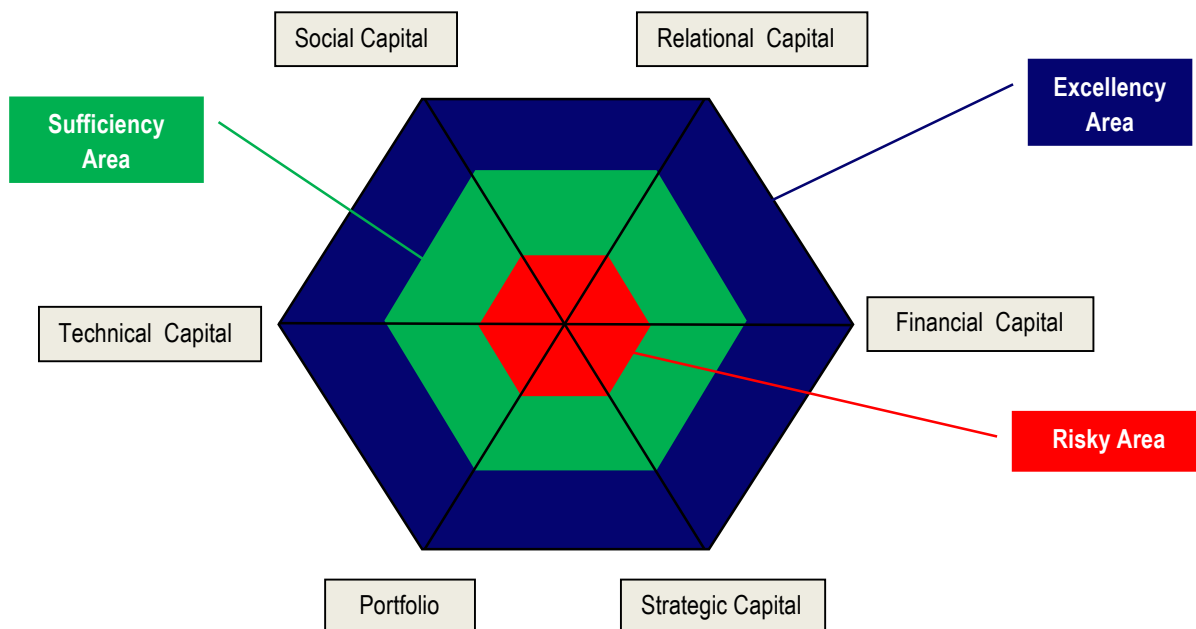 Social Capital
Relational Capital
Sufficiency
Area
Excellency
Area
Technical Capital
Financial Capital
Risky Area
Portfolio
Strategic Capital